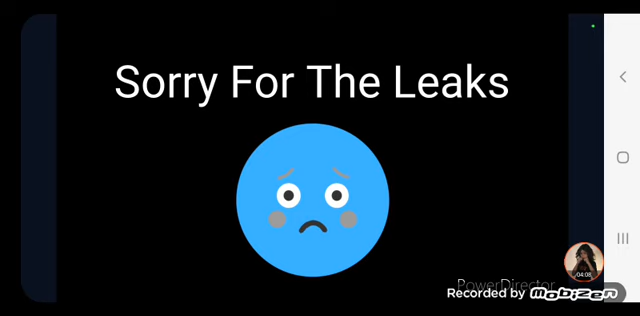 Sorry For The Leaks
04:08
PowerDirector
Recorded by mobizen